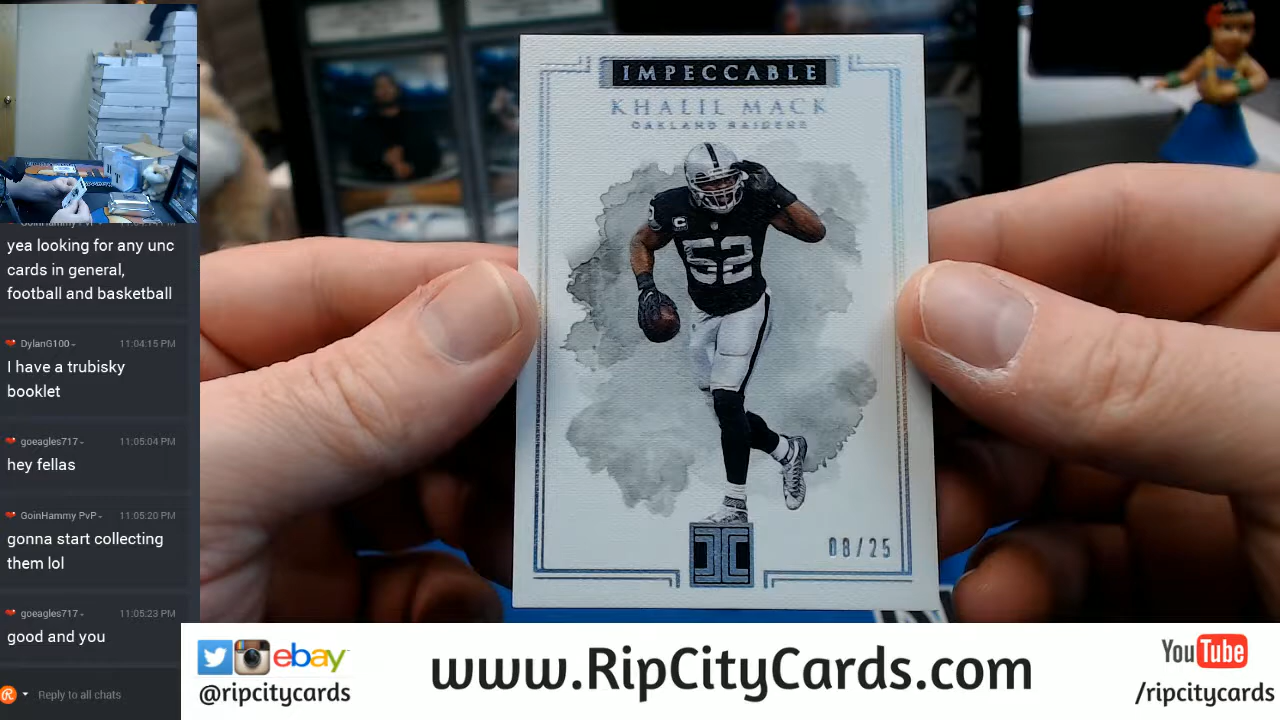 yea looking for any unc
cards in general,
football and basketball
DylanG100
11:04:15 PM
I have a trubisky
booklet
goeagles717
11:05:04 PM
hey fellas
GoinHammy PvP
11:05:20 PM
gonna start collecting
them lol
goeagles717
11:05:23 PM
good and you
Reply to all chats
IMPECCABLE
KHALIL MACK
OAKLAND RAIDERS
C
52
08/25
ebay
@ripcitycards
www.RipCityCards.com
YouTube
/ripcitycards